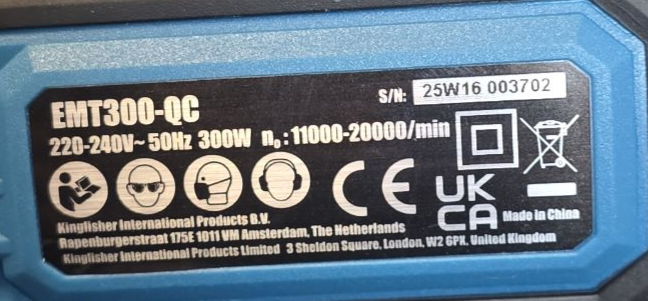 S/N: 25W16 003702
EMT300-QC
220-240V~ 50Hz 300W n₀: 11000-20000/min
CE
UK
CA
Made in China
Kingfisher International Products B.V.
Rapenburgerstraat 175E 1011 VM Amsterdam, The Netherlands
Kingfisher International Products Limited 3 Sheldon Square, London, W2 6PX, United Kingdom